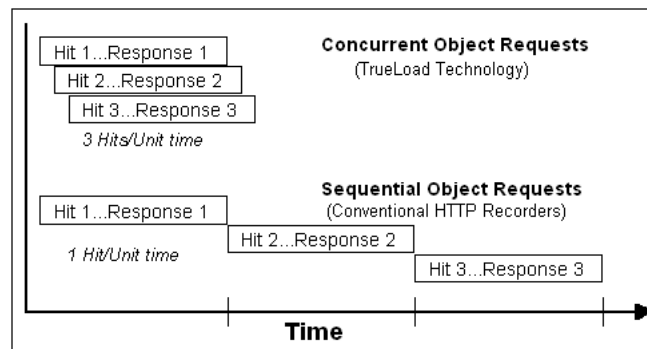 Hit 1...Response 1
Concurrent Object Requests
(TrueLoad Technology)
Hit 2...Response 2
Hit 3...Response 3
3 Hits/Unit time
Sequential Object Requests
(Conventional HTTP Recorders)
Hit 1...Response 1
Hit 2...Response 2
1 Hit/Unit time
Hit 3...Response 3
Time